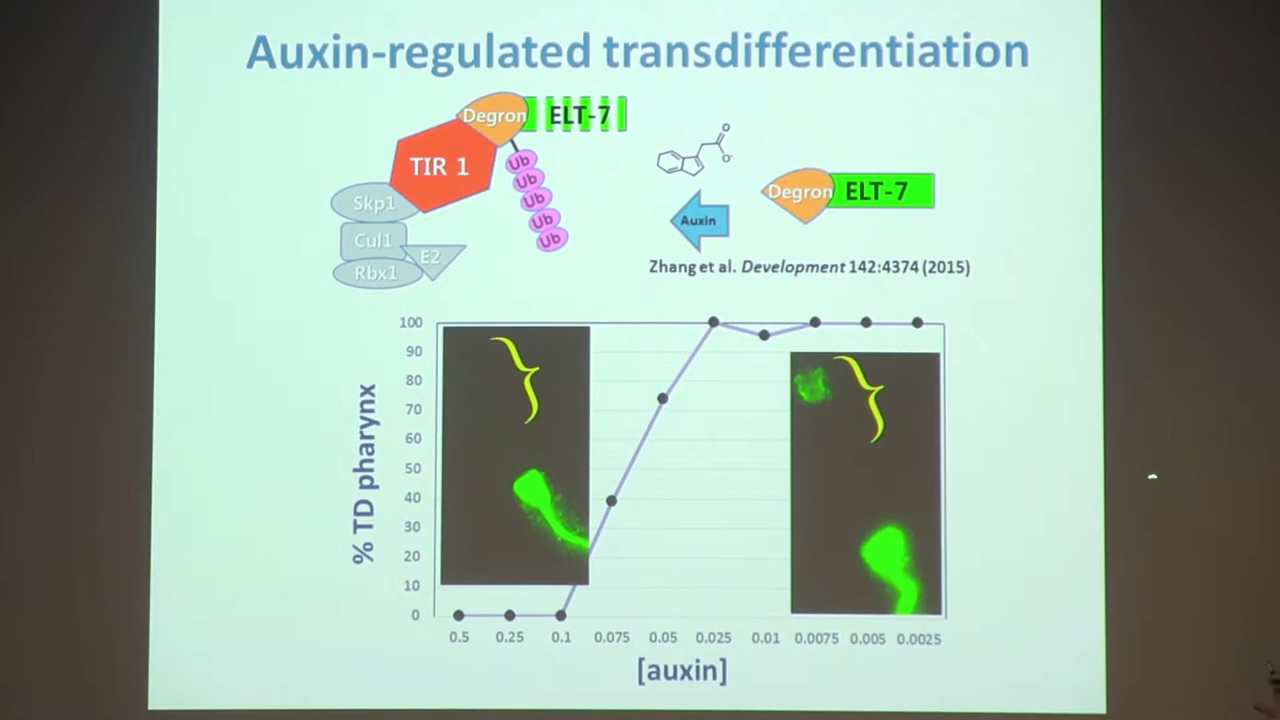 Auxin-regulated transdifferentiation
Degron ELT-7
TIR 1
Ub
Ub
Ub
Ub
Ub
Skp1
Cul1
E2
Rbx1
O
O-
Auxin
Degron ELT-7
Zhang et al. Development 142:4374 (2015)
% TD pharynx
100
90
80
70
60
50
40
30
20
10
0
0.5 0.25 0.1 0.075 0.05 0.025 0.01 0.0075 0.005 0.0025
[auxin]